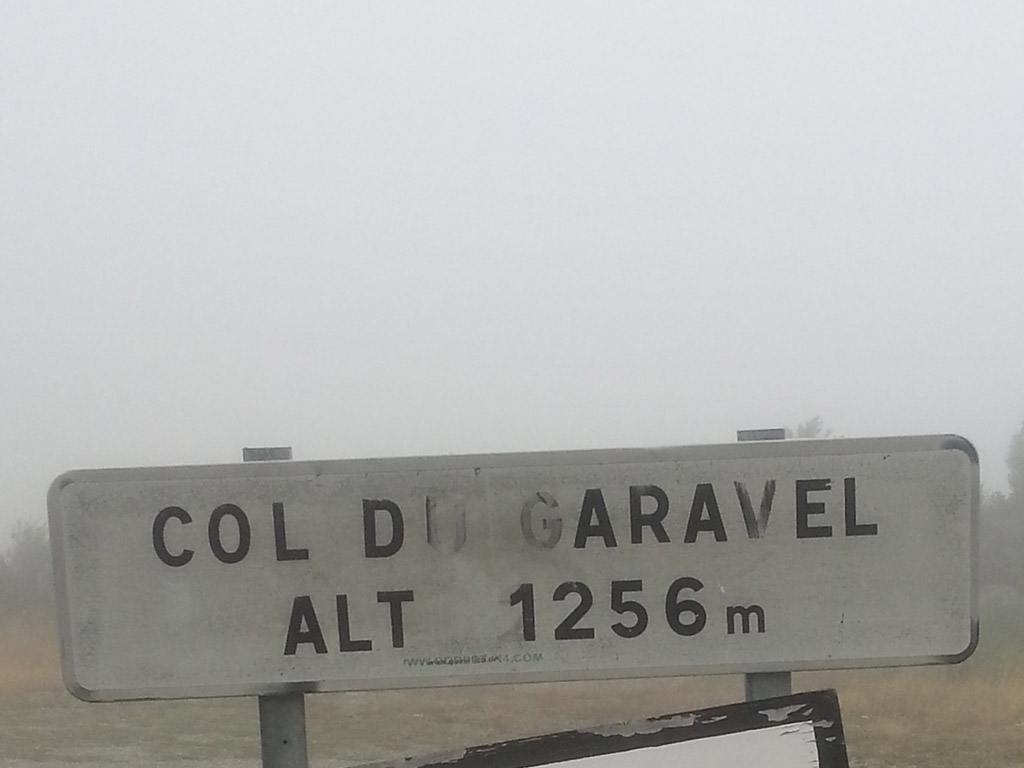 COL DU GARAVEL
ALT 1256 m